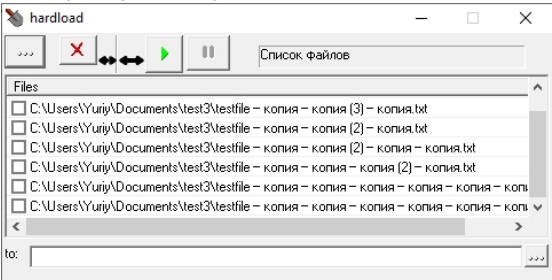 hardload
...
Список файлов
Files
C:\Users\Yuriy\Documents\test3\testfile – копия – копия (3) – копия.txt
C:\Users\Yuriy\Documents\test3\testfile – копия – копия (2) – копия.txt
C:\Users\Yuriy\Documents\test3\testfile – копия – копия (2) – копия – копия.txt
C:\Users\Yuriy\Documents\test3\testfile – копия – копия – копия (2) – копия.txt
C:\Users\Yuriy\Documents\test3\testfile – копия – копия – копия – копия – копия – коп
C:\Users\Yuriy\Documents\test3\testfile – копия – копия – копия – копия – копия – коп
to:
...